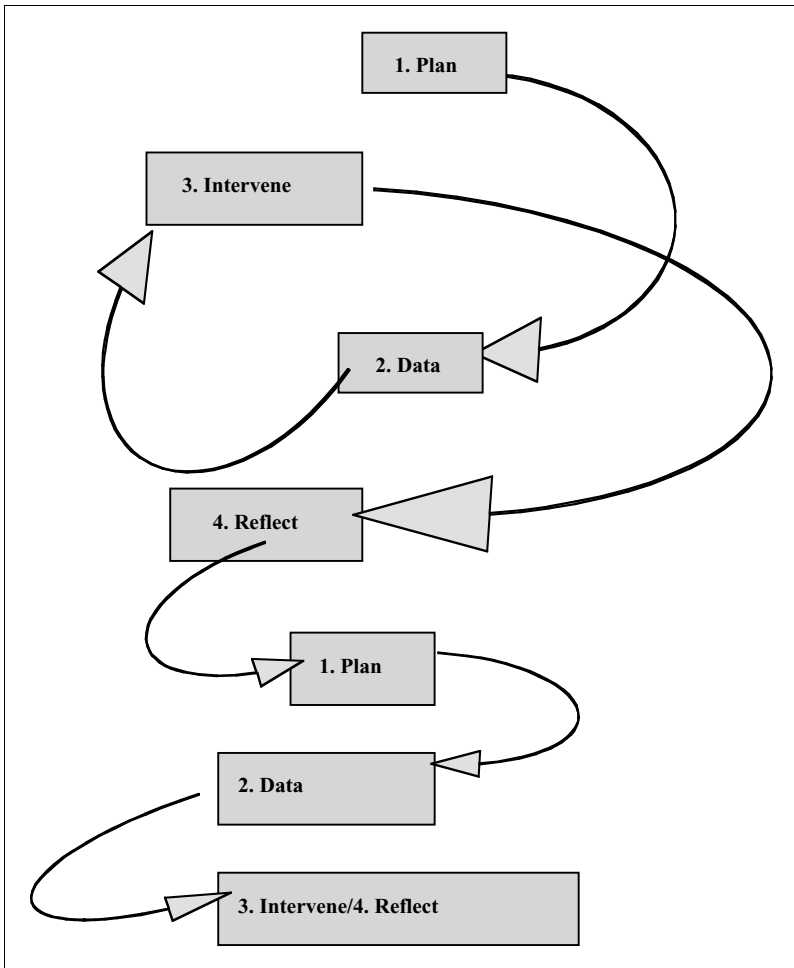 1. Plan
3. Intervene
2. Data
4. Reflect
1. Plan
2. Data
3. Intervene/4. Reflect